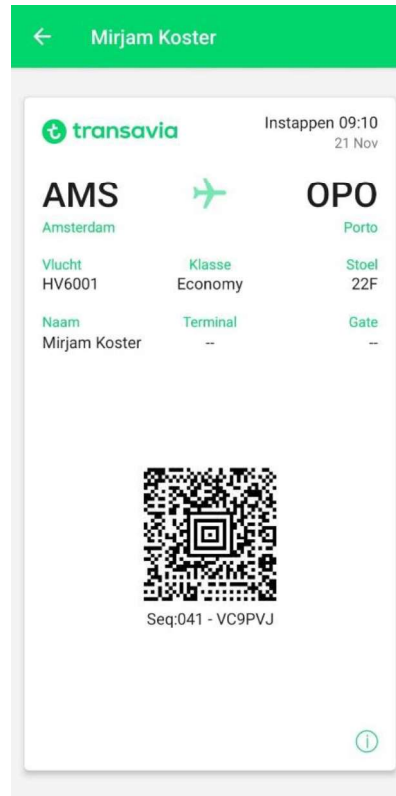 Mirjam Koster
transavia
Instappen 09:10
21 Nov
AMS OPO
Amsterdam Porto
Vlucht Klasse Stoel
HV6001 Economy 22F
Naam Terminal Gate
Mirjam Koster -- --
Seq:041 - VC9PVJ